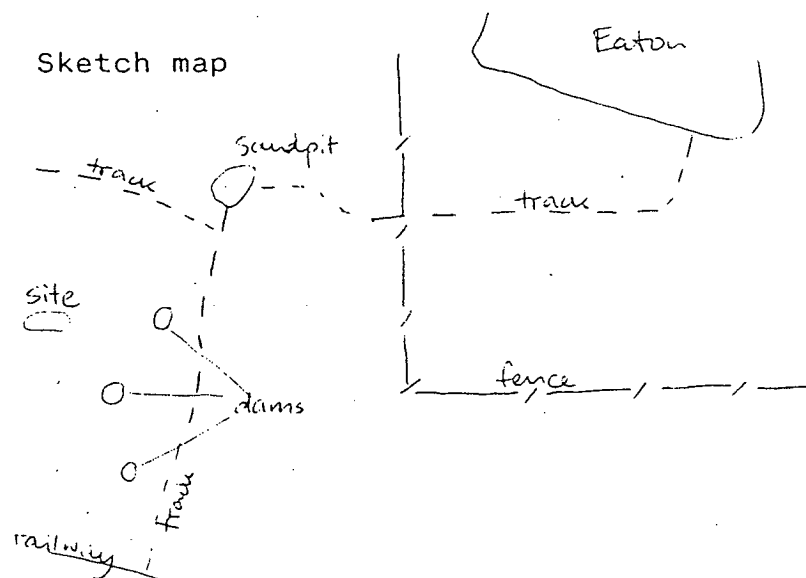 Eaton
Sketch map
sandpit
track
track
site
fence
dams
track
railway